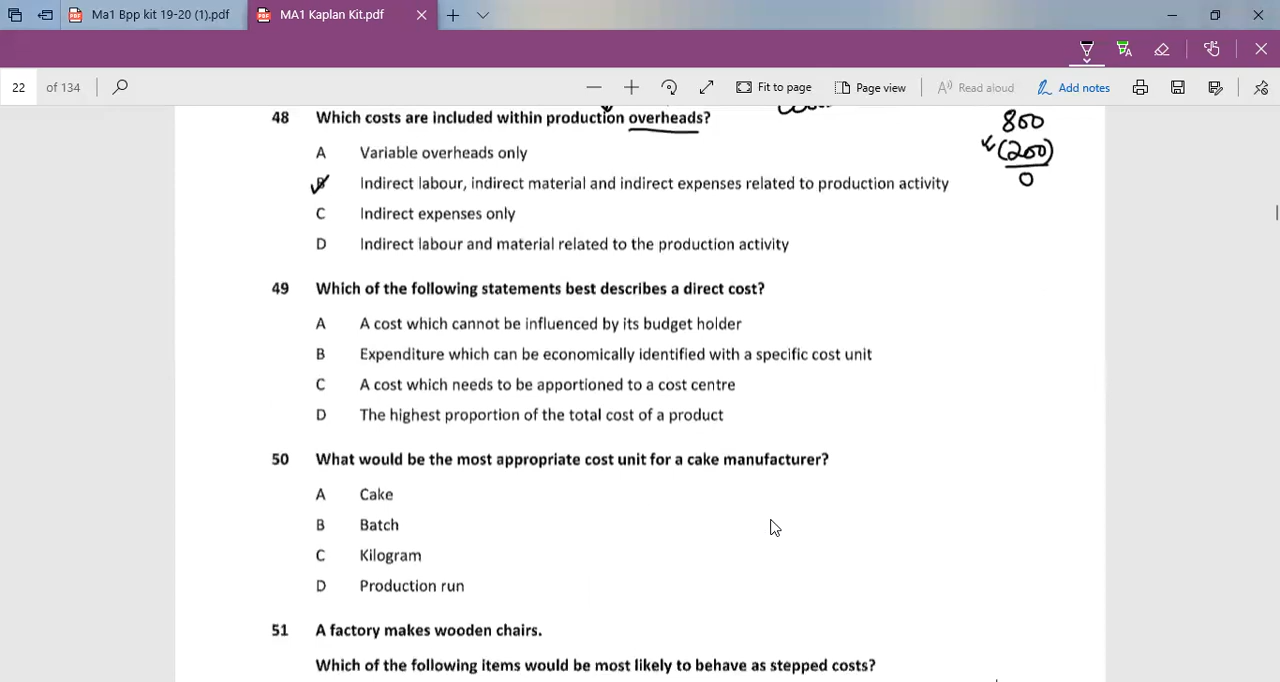 Ma1 Bpp kit 19-20 (1).pdf
MA1 Kaplan Kit.pdf
22 of 134
Fit to page
Page view
Read aloud
Add notes
48 Which costs are included within production overheads?
A Variable overheads only
B Indirect labour, indirect material and indirect expenses related to production activity
C Indirect expenses only
D Indirect labour and material related to the production activity
800
(200)
0
49 Which of the following statements best describes a direct cost?
A A cost which cannot be influenced by its budget holder
B Expenditure which can be economically identified with a specific cost unit
C A cost which needs to be apportioned to a cost centre
D The highest proportion of the total cost of a product
50 What would be the most appropriate cost unit for a cake manufacturer?
A Cake
B Batch
C Kilogram
D Production run
51 A factory makes wooden chairs.
Which of the following items would be most likely to behave as stepped costs?